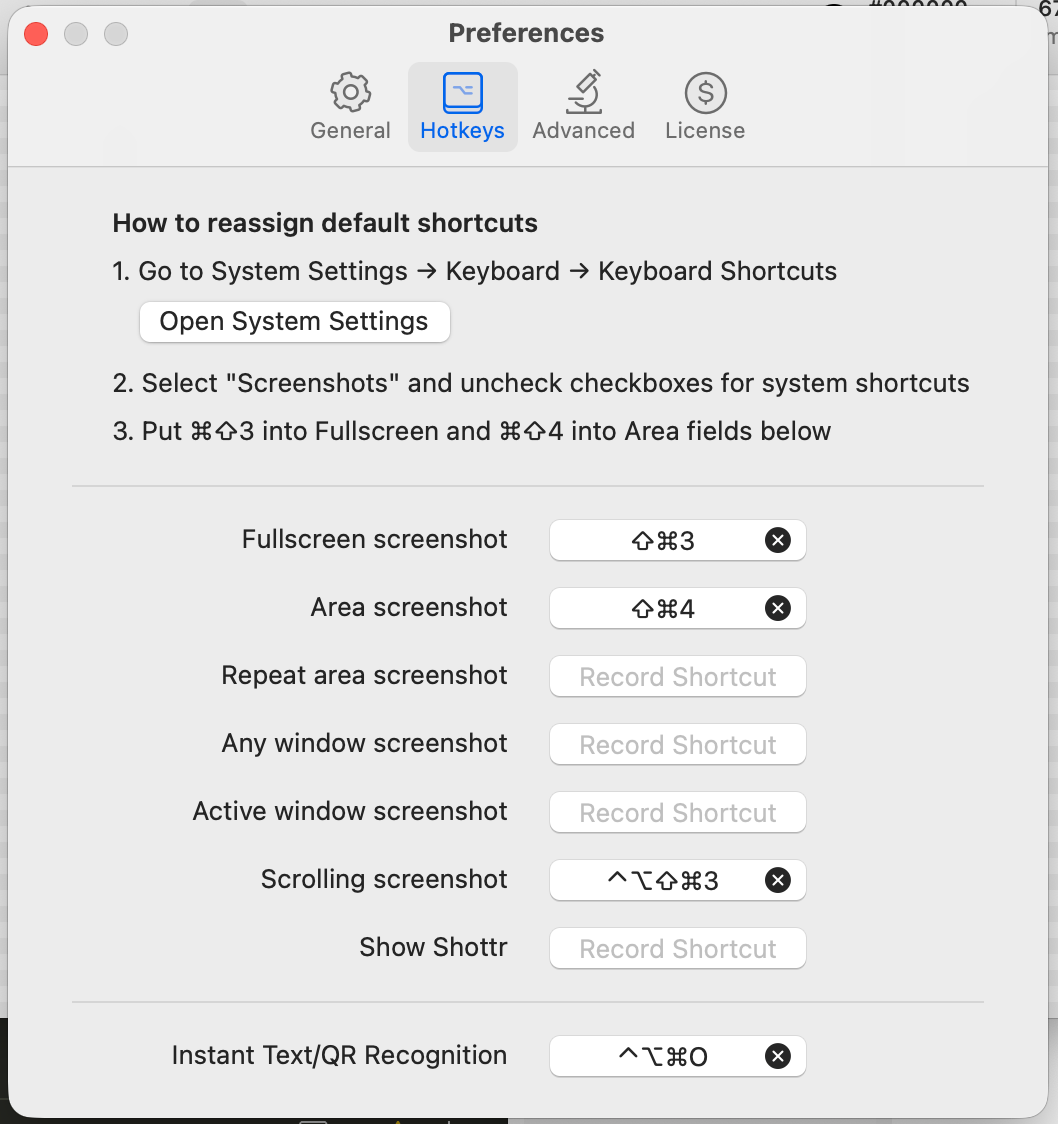 #000000
67
Preferences
General
Hotkeys
Advanced
License
How to reassign default shortcuts
1. Go to System Settings → Keyboard → Keyboard Shortcuts
Open System Settings
2. Select "Screenshots" and uncheck checkboxes for system shortcuts
3. Put ⌘⇧3 into Fullscreen and ⌘⇧4 into Area fields below
Fullscreen screenshot ⇧⌘3
Area screenshot ⇧⌘4
Repeat area screenshot Record Shortcut
Any window screenshot Record Shortcut
Active window screenshot Record Shortcut
Scrolling screenshot ^⌥⇧⌘3
Show Shottr Record Shortcut
Instant Text/QR Recognition ^⌥⌘O